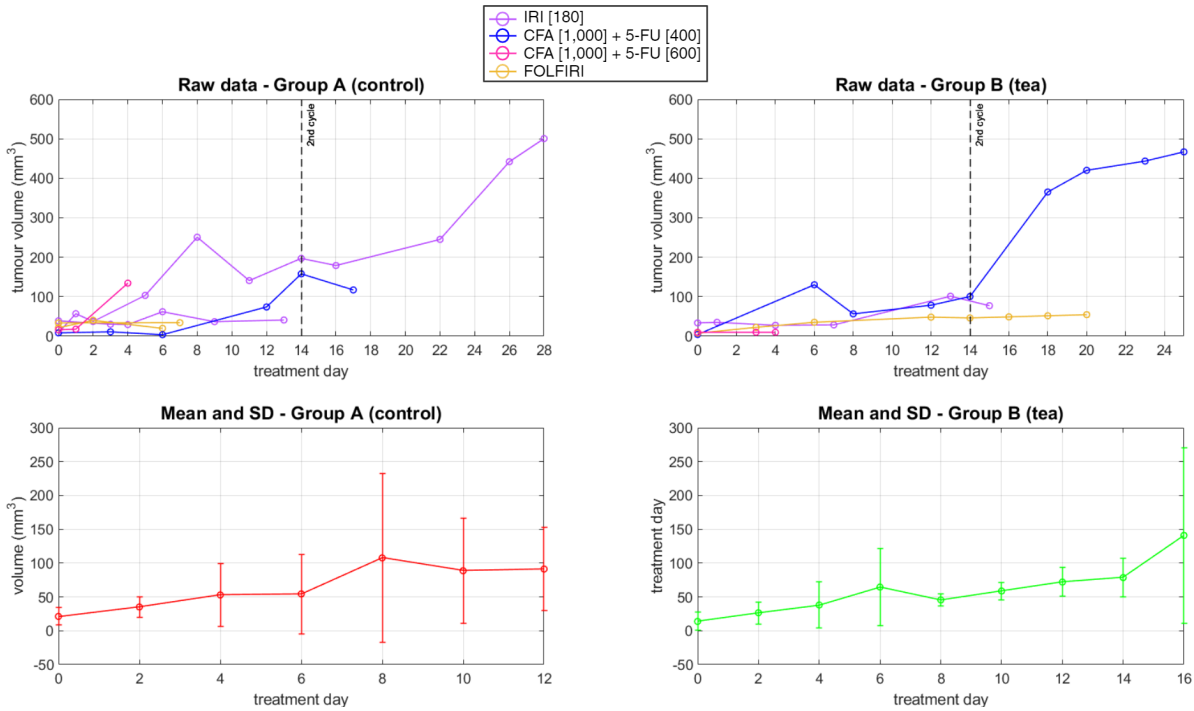 IRI [180]
CFA [1,000] + 5-FU [400]
CFA [1,000] + 5-FU [600]
FOLFIRI
Raw data - Group A (control)
600
500
400
300
200
100
0
tumour volume (mm³)
2nd cycle
0 2 4 6 8 10 12 14 16 18 20 22 24 26 28
treatment day
Raw data - Group B (tea)
600
500
400
300
200
100
0
tumour volume (mm³)
2nd cycle
0 2 4 6 8 10 12 14 16 18 20 22 24
treatment day
Mean and SD - Group A (control)
300
250
200
150
100
50
0
-50
volume (mm³)
0 2 4 6 8 10 12
treatment day
Mean and SD - Group B (tea)
300
250
200
150
100
50
0
-50
treatment day
0 2 4 6 8 10 12 14 16
treatment day